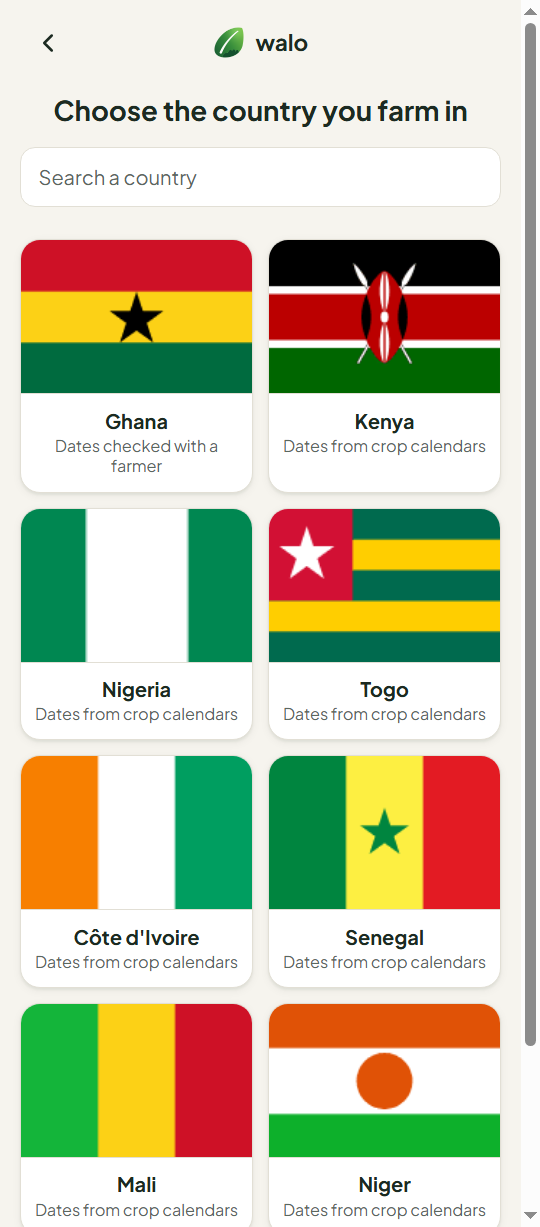 walo
Choose the country you farm in
Search a country
Ghana
Dates checked with a
farmer
Kenya
Dates from crop calendars
Nigeria
Dates from crop calendars
Togo
Dates from crop calendars
Côte d'Ivoire
Dates from crop calendars
Senegal
Dates from crop calendars
Mali
Dates from crop calendars
Niger
Dates from crop calendars